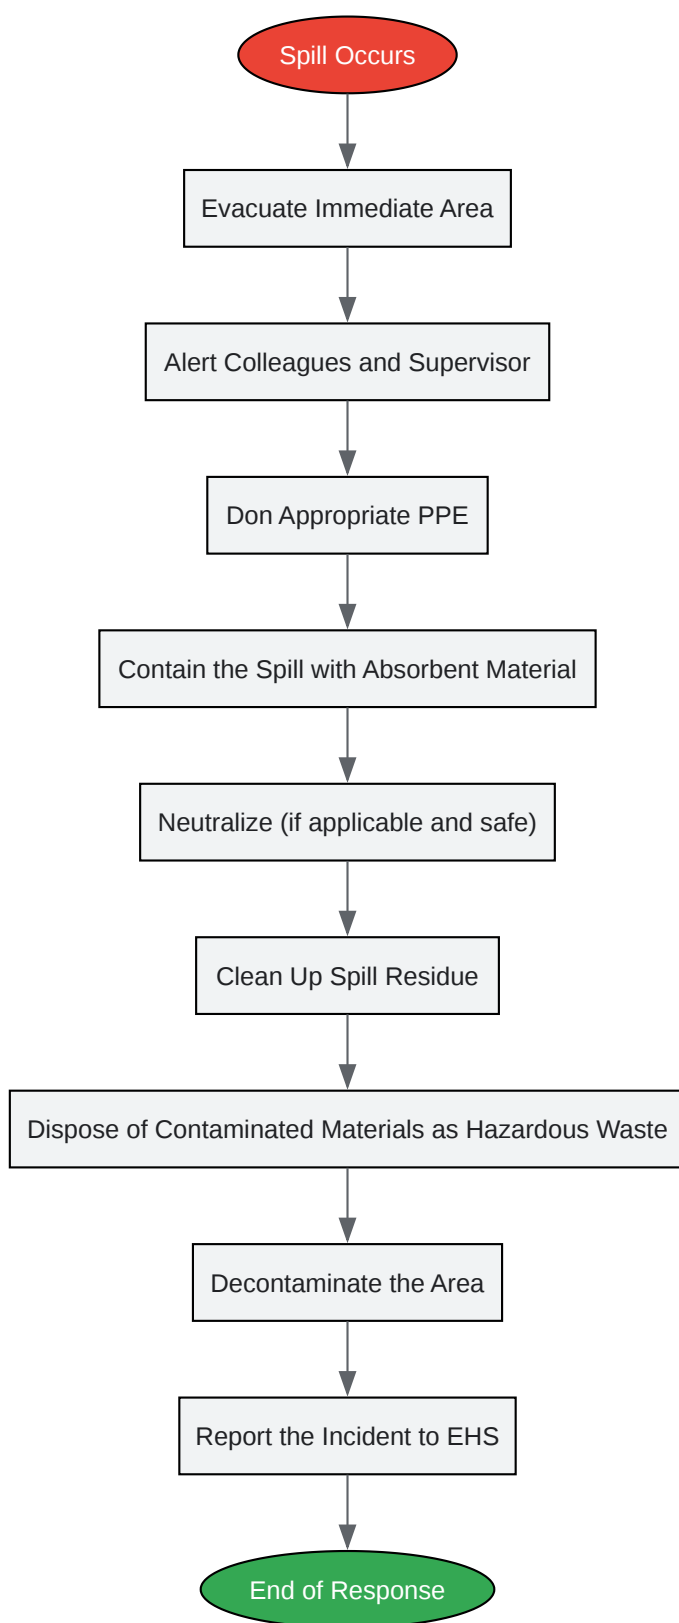 Spill Occurs
Evacuate Immediate Area
Alert Colleagues and Supervisor
Don Appropriate PPE
Contain the Spill with Absorbent Material
Neutralize (if applicable and safe)
Clean Up Spill Residue
Dispose of Contaminated Materials as Hazardous Waste
Decontaminate the Area
Report the Incident to EHS
End of Response